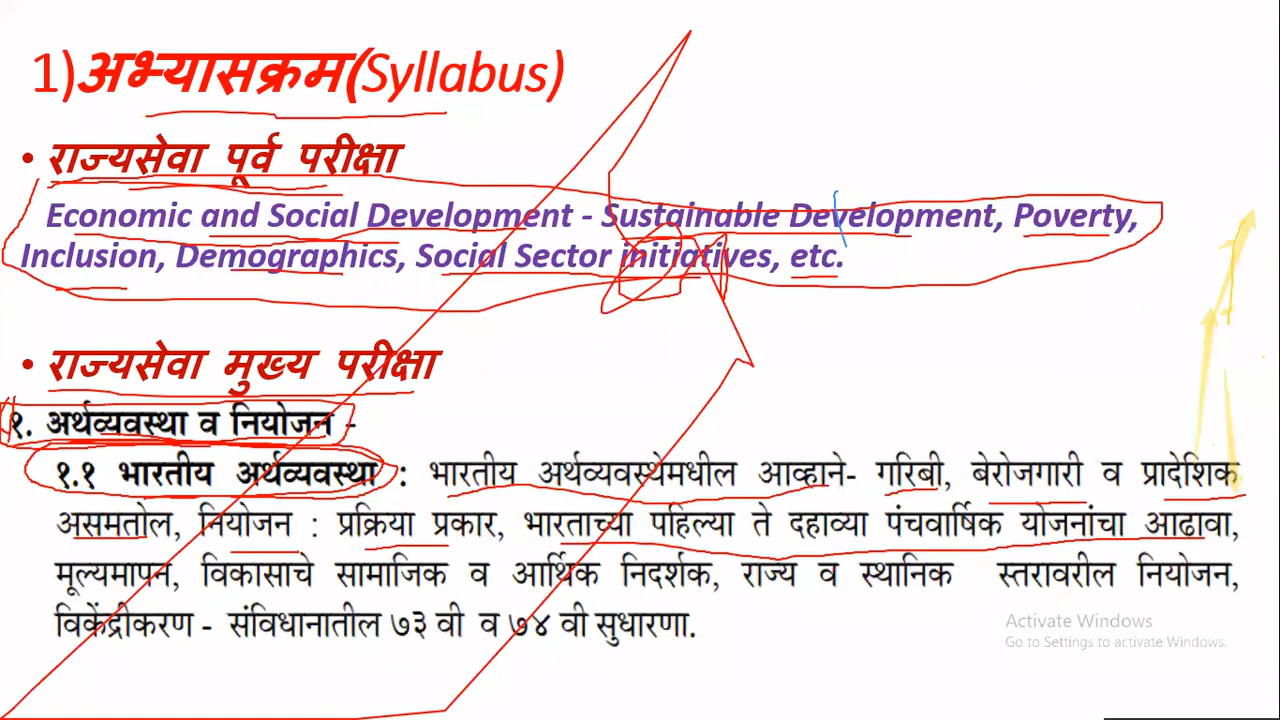 1)अभ्यासक्रम(Syllabus)
• राज्यसेवा पूर्व परीक्षा
Economic and Social Development - Sustainable Development, Poverty,
Inclusion, Demographics, Social Sector initiatives, etc.
• राज्यसेवा मुख्य परीक्षा
१. अर्थव्यवस्था व नियोजन -
१.१ भारतीय अर्थव्यवस्था : भारतीय अर्थव्यवस्थेमधील आव्हाने- गरिबी, बेरोजगारी व प्रादेशिक
असमतोल, नियोजन : प्रक्रिया प्रकार, भारताच्या पहिल्या ते दहाव्या पंचवार्षिक योजनांचा आढावा,
मूल्यमापन, विकासाचे सामाजिक व आर्थिक निदर्शक, राज्य व स्थानिक स्तरावरील नियोजन,
विकेंद्रीकरण - संविधानातील ७३ वी व ७४ वी सुधारणा.
Activate Windows
Go to Settings to activate Windows.